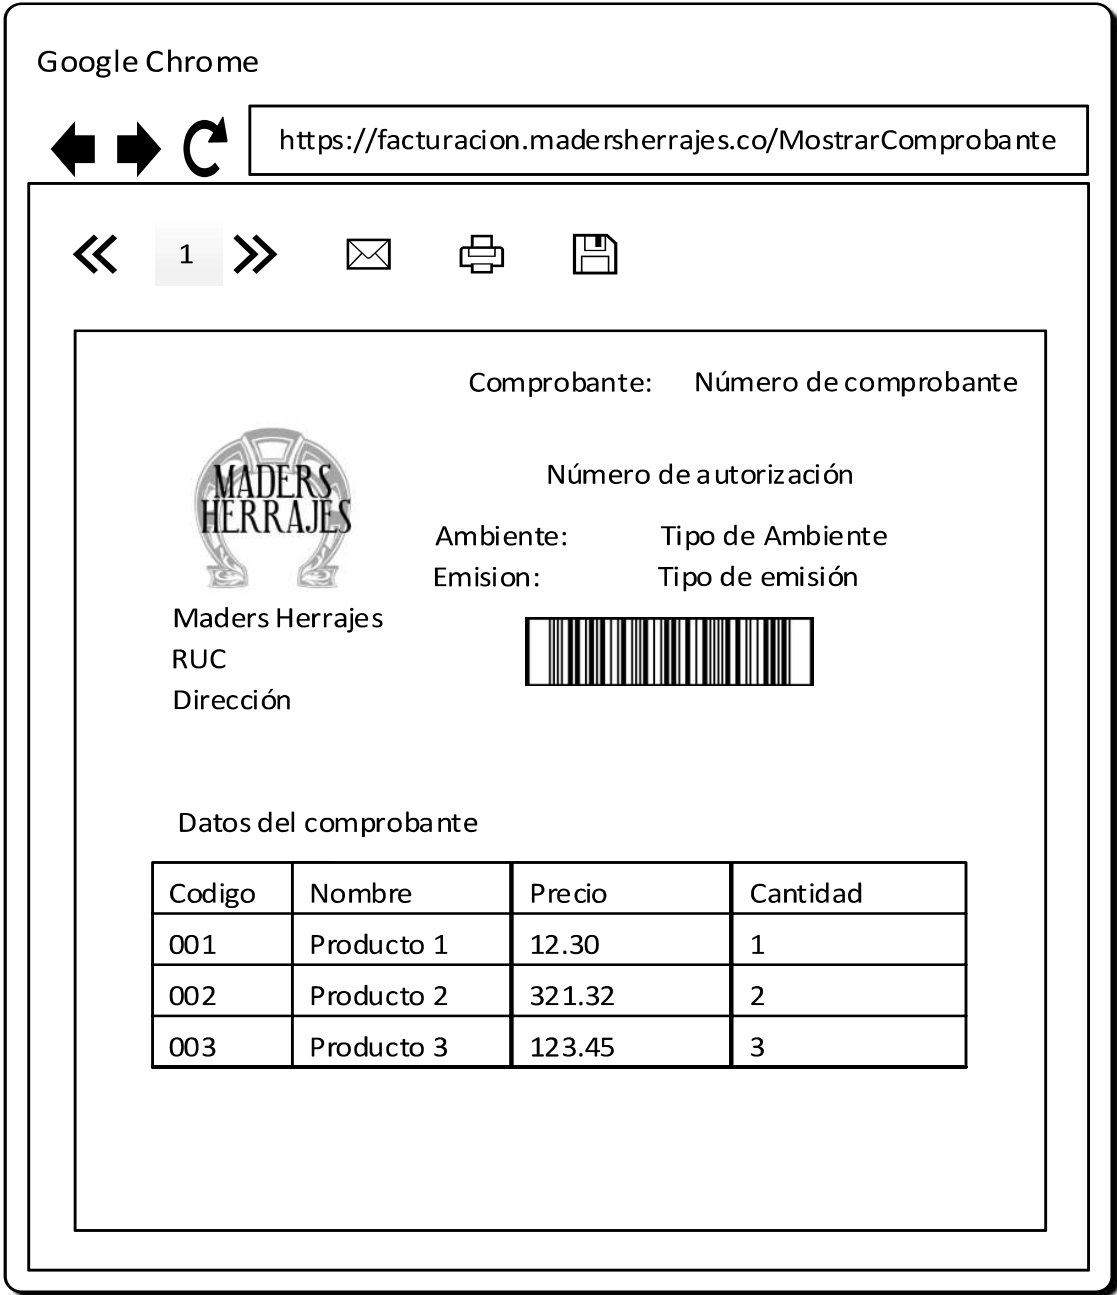 Google Chrome
https://facturacion.madersherrajes.co/MostrarComprobante
1
Comprobante: Número de comprobante
MADERS
HERRAJES
Número de autorización
Ambiente: Tipo de Ambiente
Emision: Tipo de emisión
Maders Herrajes
RUC
Dirección
Datos del comprobante
Codigo Nombre Precio Cantidad
001 Producto 1 12.30 1
002 Producto 2 321.32 2
003 Producto 3 123.45 3